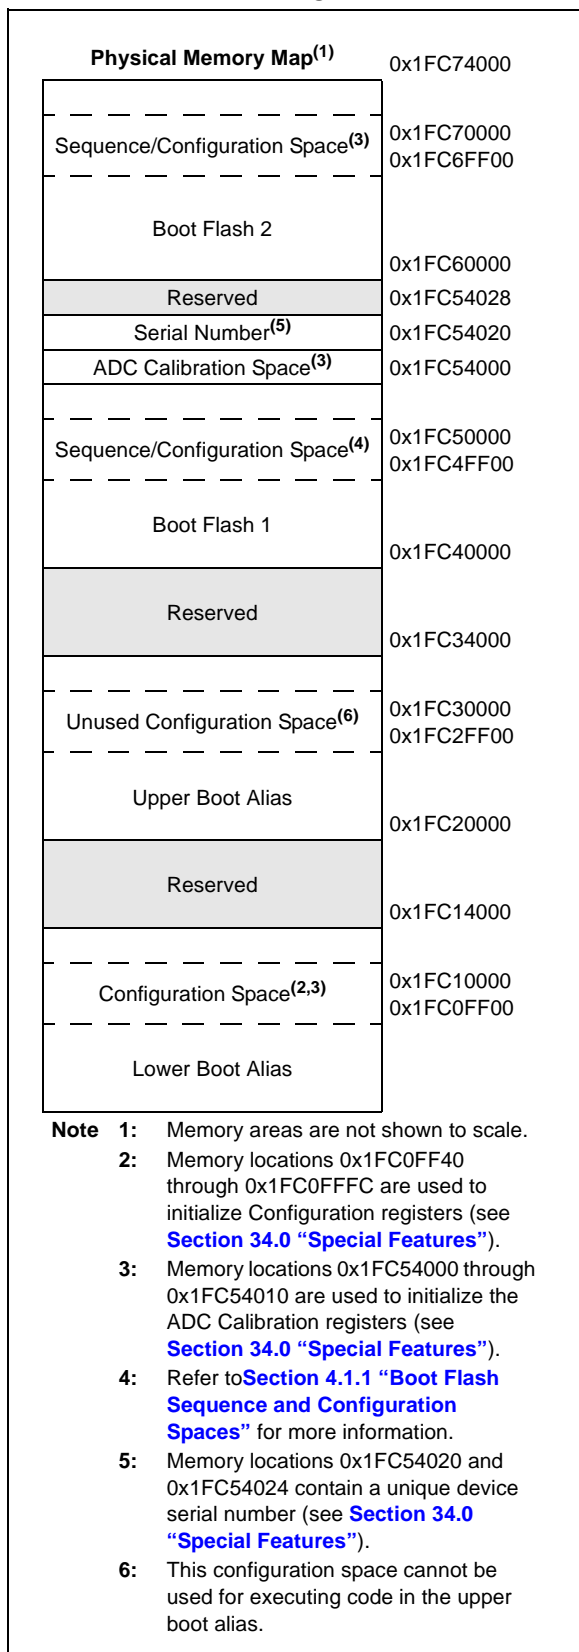 Physical Memory Map(1)
0x1FC74000
Sequence/Configuration Space(3)
0x1FC70000
0x1FC6FF00
Boot Flash 2
0x1FC60000
Reserved
0x1FC54028
Serial Number(5)
0x1FC54020
ADC Calibration Space(3)
0x1FC54000
Sequence/Configuration Space(4)
0x1FC50000
0x1FC4FF00
Boot Flash 1
0x1FC40000
Reserved
0x1FC34000
Unused Configuration Space(6)
0x1FC30000
0x1FC2FF00
Upper Boot Alias
0x1FC20000
Reserved
0x1FC14000
Configuration Space(2,3)
0x1FC10000
0x1FC0FF00
Lower Boot Alias
Note 1: Memory areas are not shown to scale.
2: Memory locations 0x1FC0FF40
through 0x1FC0FFFC are used to
initialize Configuration registers (see
Section 34.0 “Special Features”).
3: Memory locations 0x1FC54000 through
0x1FC54010 are used to initialize the
ADC Calibration registers (see
Section 34.0 “Special Features”).
4: Refer toSection 4.1.1 “Boot Flash
Sequence and Configuration
Spaces” for more information.
5: Memory locations 0x1FC54020 and
0x1FC54024 contain a unique device
serial number (see Section 34.0
“Special Features”).
6: This configuration space cannot be
used for executing code in the upper
boot alias.